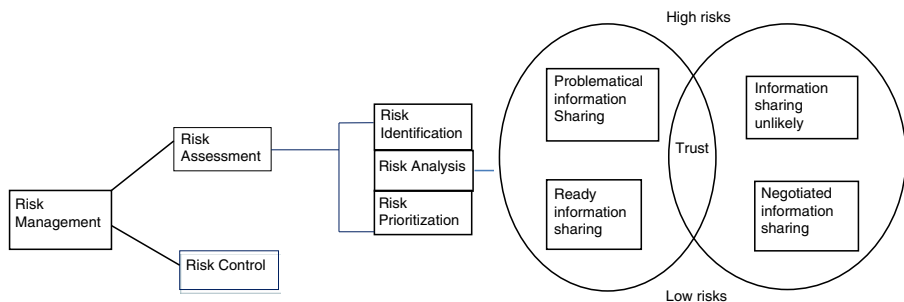 Risk
Management
Risk
Assessment
Risk Control
Risk
Identification
Risk Analysis
Risk
Prioritization
High risks
Problematical
information
Sharing
Information
sharing
unlikely
Trust
Ready
information
sharing
Negotiated
information
sharing
Low risks